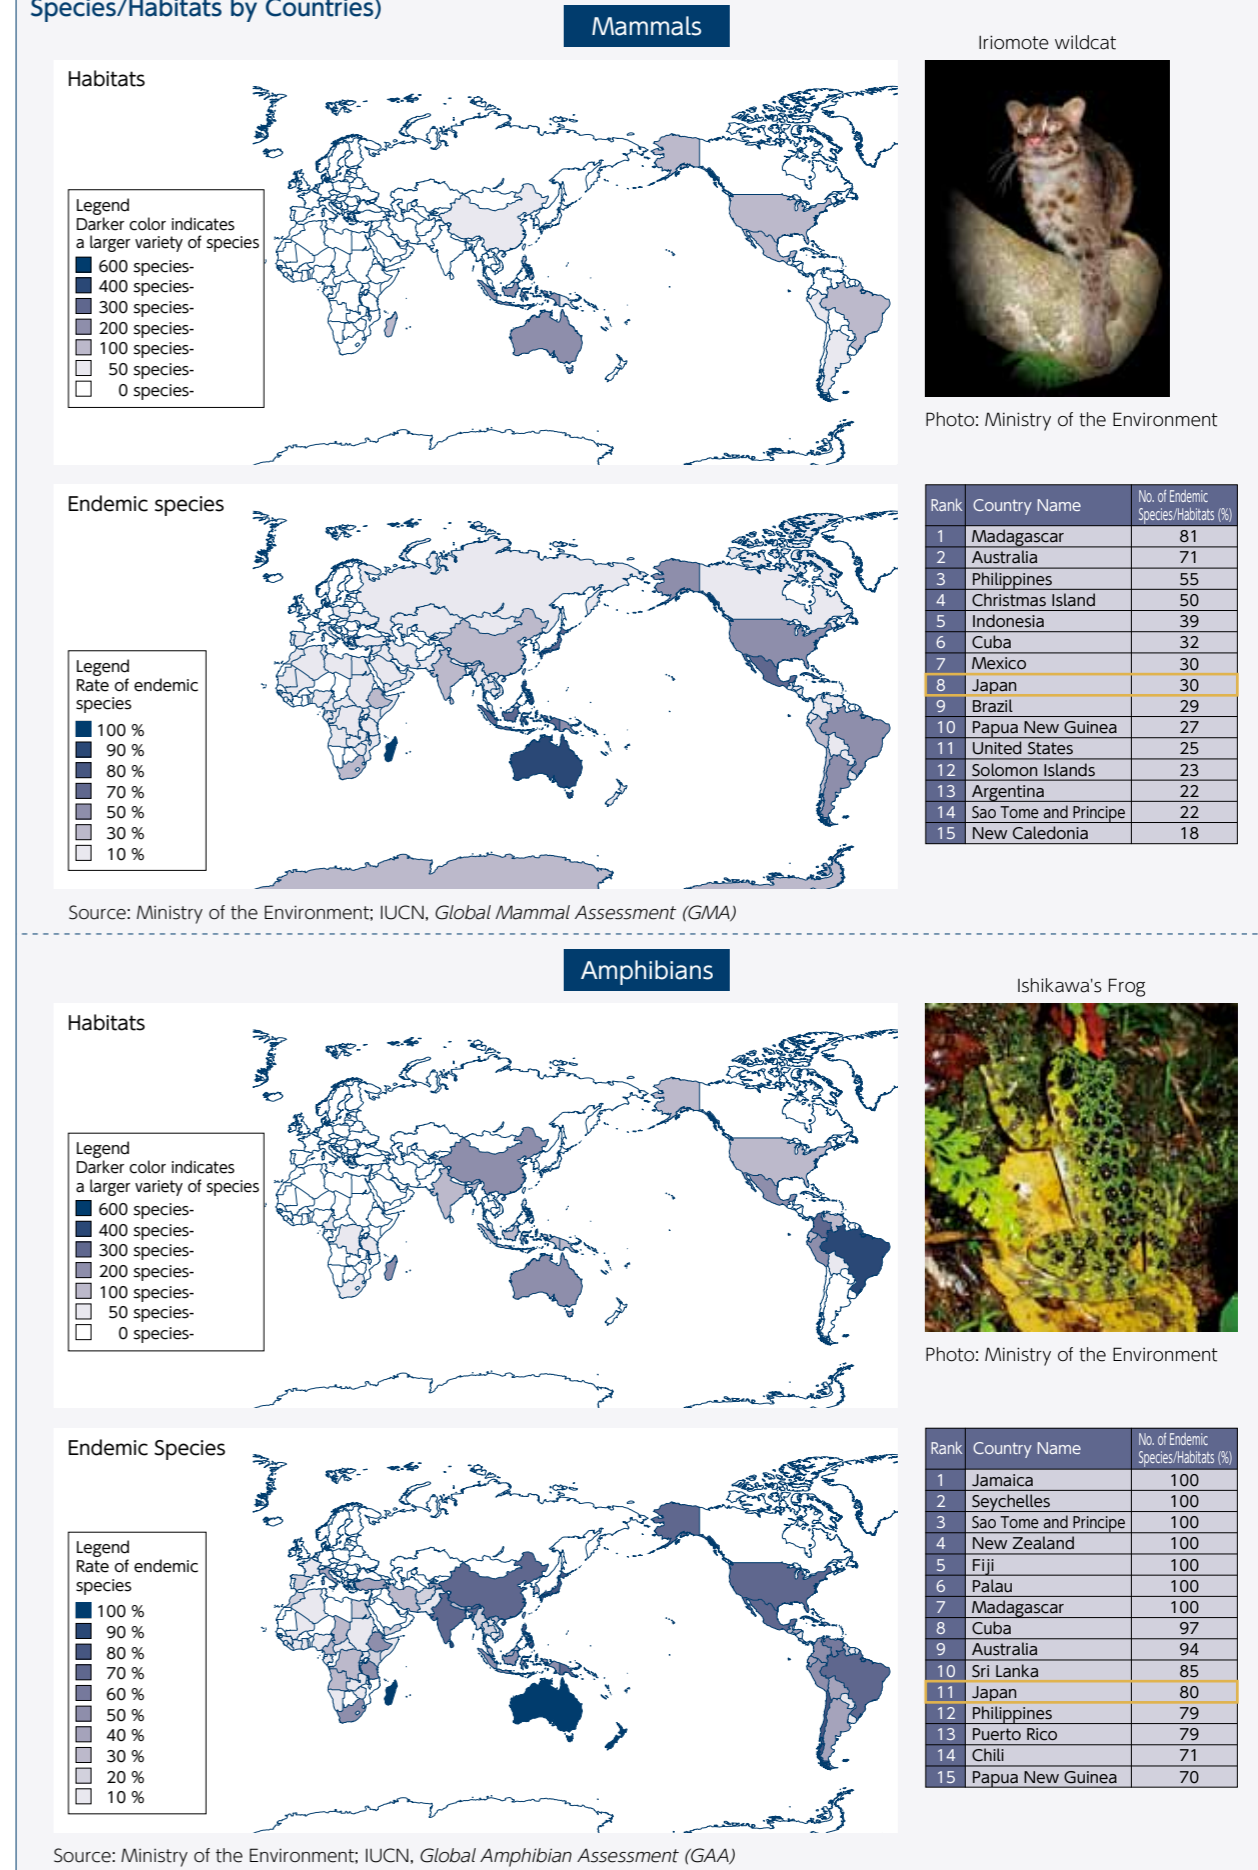 Species/Habitats by Countries)
Mammals
Iriomote wildcat
Habitats
Legend
Darker color indicates
a larger variety of species
600 species-
400 species-
300 species-
200 species-
100 species-
50 species-
0 species-
Photo: Ministry of the Environment
Endemic species
Legend
Rate of endemic
species
100 %
90 %
80 %
70 %
50 %
30 %
10 %
Rank Country Name No. of Endemic Species/Habitats (%)
1 Madagascar 81
2 Australia 71
3 Philippines 55
4 Christmas Island 50
5 Indonesia 39
6 Cuba 32
7 Mexico 30
8 Japan 30
9 Brazil 29
10 Papua New Guinea 27
11 United States 25
12 Solomon Islands 23
13 Argentina 22
14 Sao Tome and Principe 22
15 New Caledonia 18
Source: Ministry of the Environment; IUCN, Global Mammal Assessment (GMA)
Amphibians
Ishikawa's Frog
Habitats
Legend
Darker color indicates
a larger variety of species
600 species-
400 species-
300 species-
200 species-
100 species-
50 species-
0 species-
Photo: Ministry of the Environment
Endemic Species
Legend
Rate of endemic
species
100 %
90 %
80 %
70 %
60 %
50 %
40 %
30 %
20 %
10 %
Rank Country Name No. of Endemic Species/Habitats (%)
1 Jamaica 100
2 Seychelles 100
3 Sao Tome and Principe 100
4 New Zealand 100
5 Fiji 100
6 Palau 100
7 Madagascar 100
8 Cuba 97
9 Australia 94
10 Sri Lanka 85
11 Japan 80
12 Philippines 79
13 Puerto Rico 79
14 Chili 71
15 Papua New Guinea 70
Source: Ministry of the Environment; IUCN, Global Amphibian Assessment (GAA)